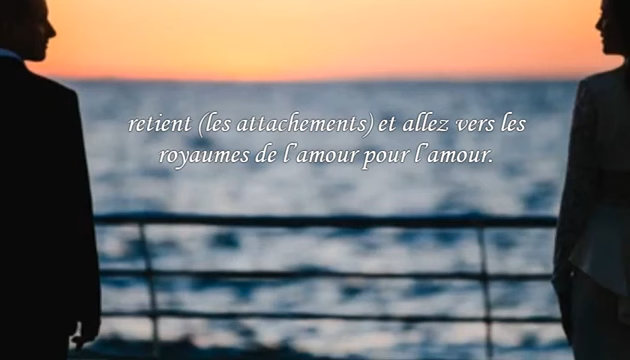 retient (les attachements) et allez vers les
royaumes de l'amour pour l'amour.